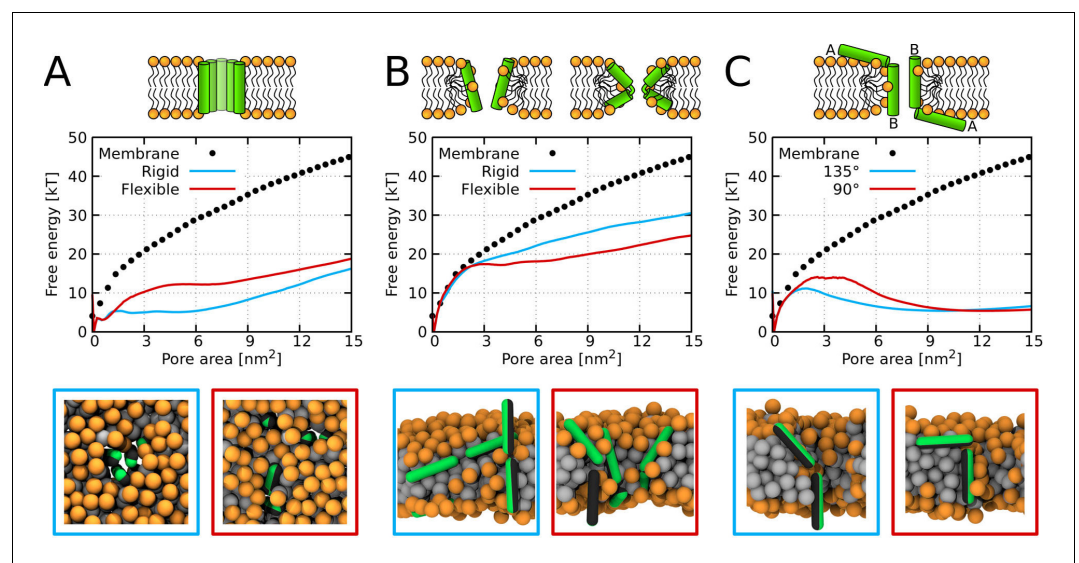 A
B
C
A
B
B
A
50
40
30
20
10
0
Free energy [kT]
Membrane
Rigid
Flexible
0 3 6 9 12 15
Pore area [nm²]
50
40
30
20
10
0
Free energy [kT]
Membrane
Rigid
Flexible
0 3 6 9 12 15
Pore area [nm²]
50
40
30
20
10
0
Free energy [kT]
Membrane
135°
90°
0 3 6 9 12 15
Pore area [nm²]